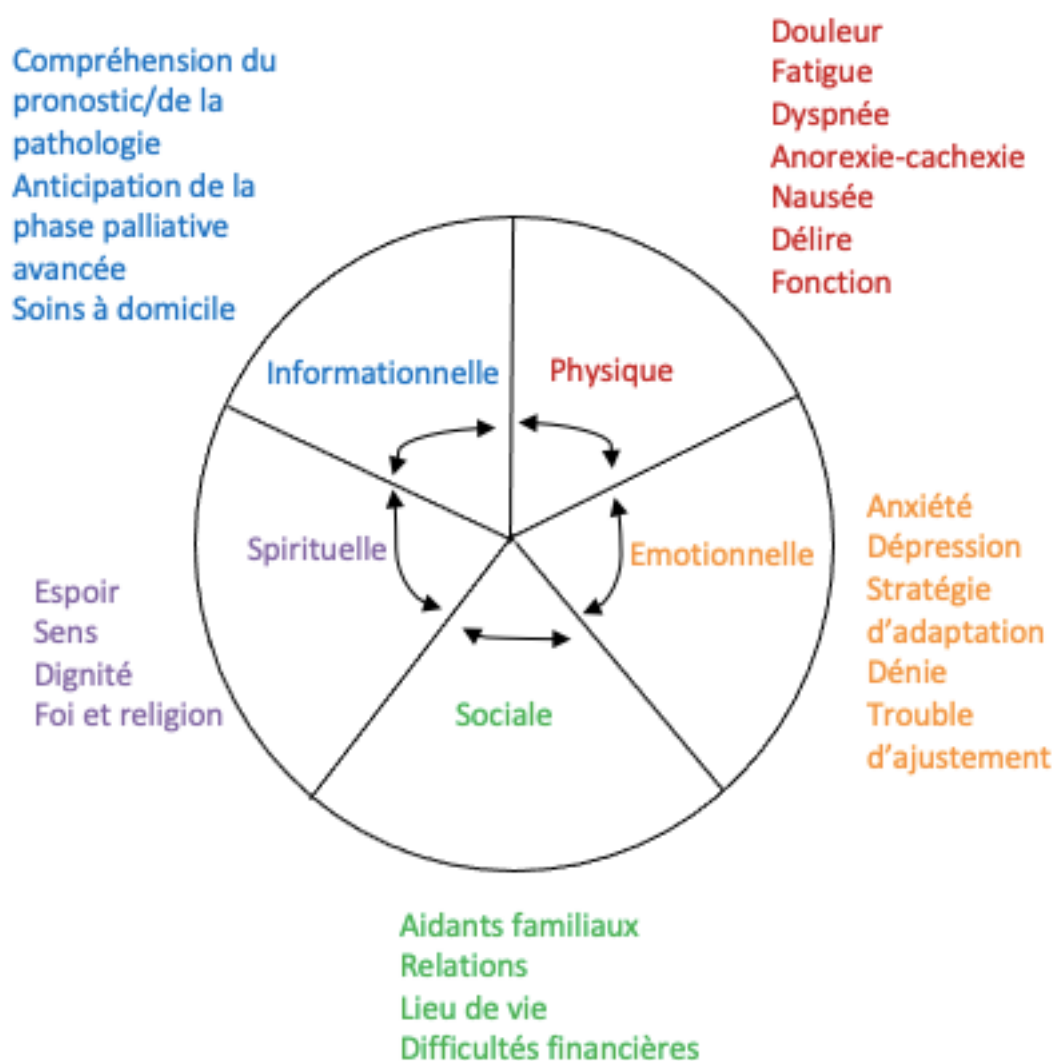 Compréhension du
pronostic/de la
pathologie
Anticipation de la
phase palliative
avancée
Soins à domicile
Douleur
Fatigue
Dyspnée
Anorexie-cachexie
Nausée
Délire
Fonction
Informationnelle
Physique
Spirituelle
Emotionnelle
Sociale
Anxiété
Dépression
Stratégie
d’adaptation
Dénie
Trouble
d’ajustement
Espoir
Sens
Dignité
Foi et religion
Aidants familiaux
Relations
Lieu de vie
Difficultés financières